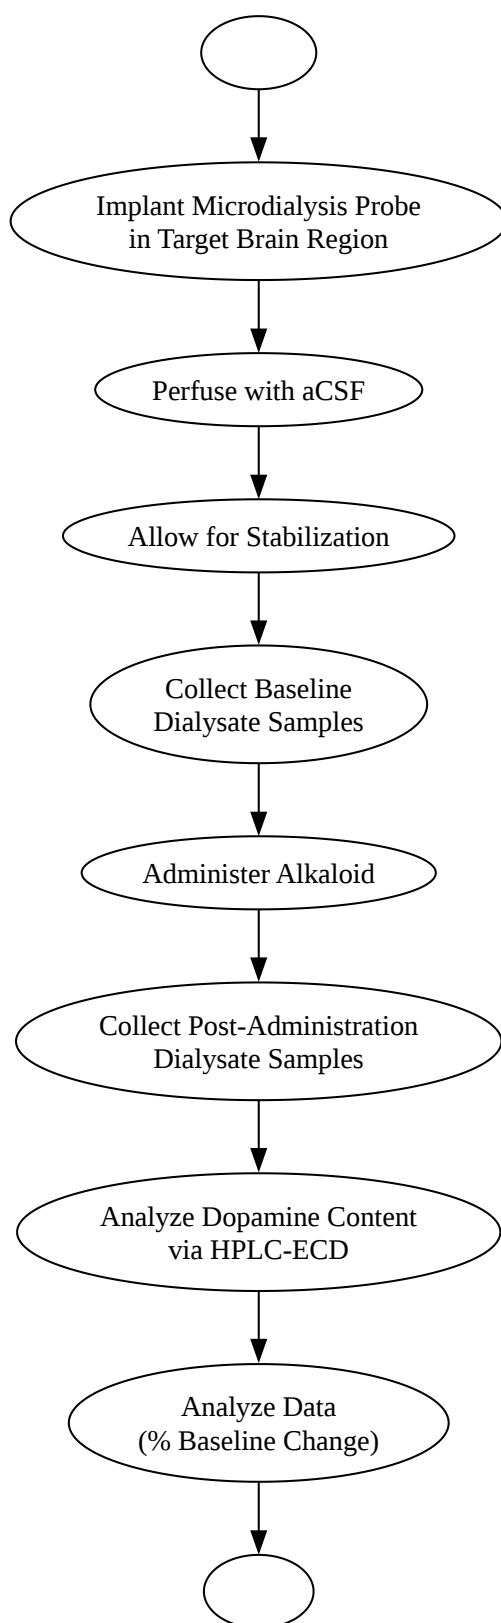 Implant Microdialysis Probe
in Target Brain Region
Perfuse with aCSF
Allow for Stabilization
Collect Baseline
Dialysate Samples
Administer Alkaloid
Collect Post-Administration
Dialysate Samples
Analyze Dopamine Content
via HPLC-ECD
Analyze Data
(% Baseline Change)